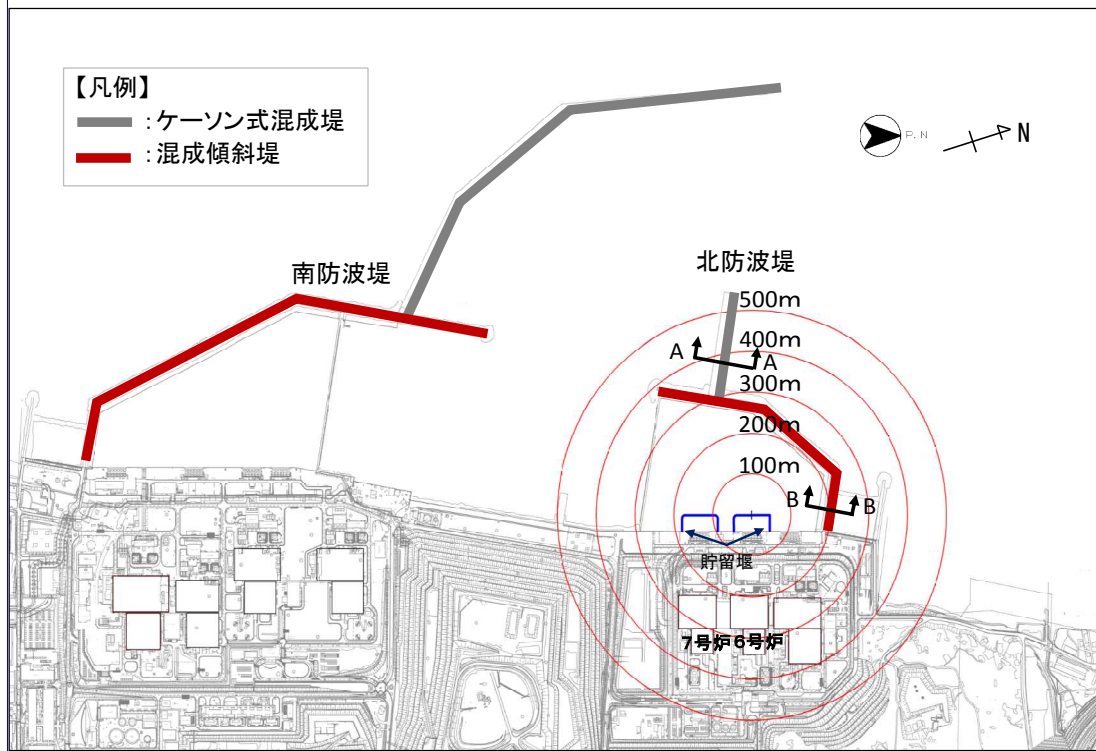 【凡例】
：ケーソン式混成堤
：混成傾斜堤
P.N
N
南防波堤
北防波堤
500m
400m
A
A
300m
200m
100m
B
B
貯留堰
7号炉 6号炉